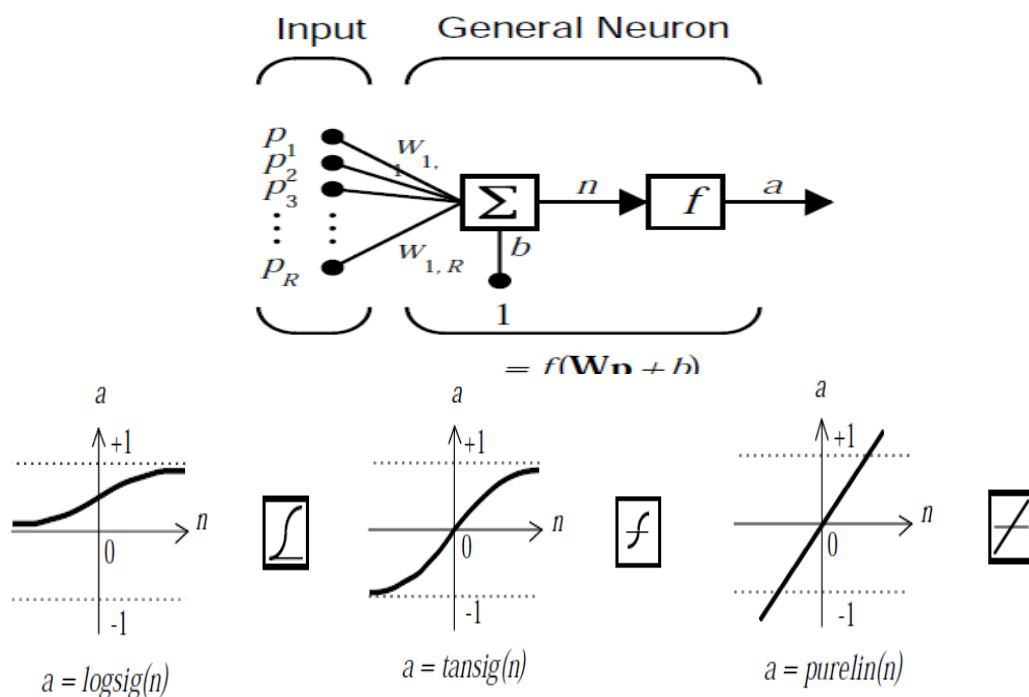 Input General Neuron
p1
p2 w1,
p3
n a
Σ f
b
pR w1, R
1
= f(Wp + b)
a a a
+1 +1 +1
n n n
0 0 0
-1 -1 -1
a = logsig(n) a = tansig(n) a = purelin(n)